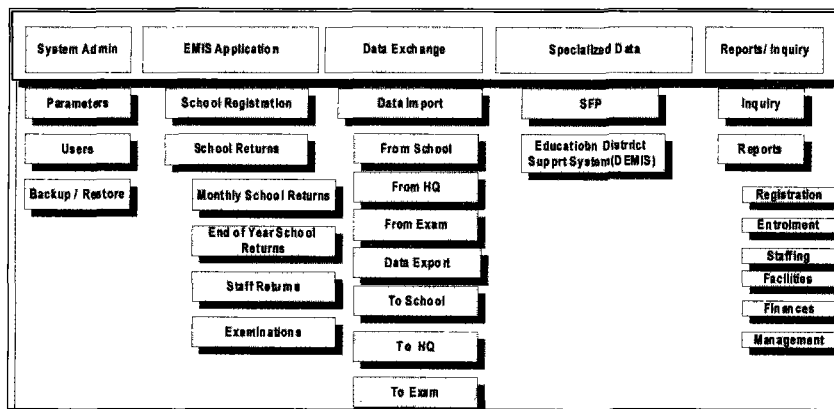 System Admin
EMIS Application
Data Exchange
Specialized Data
Reports/ Inquiry
Parameters
Users
Backup / Restore
School Registration
School Returns
Monthly School Returns
End of Year School
Returns
Staff Returns
Examinations
Data Import
From School
From HQ
From Exam
Data Export
To School
To HQ
To Exam
SFP
Educatiobn District
Supprt System(DEMIS)
Inquiry
Reports
Registration
Entrolment
Staffing
Facilities
Finances
Management